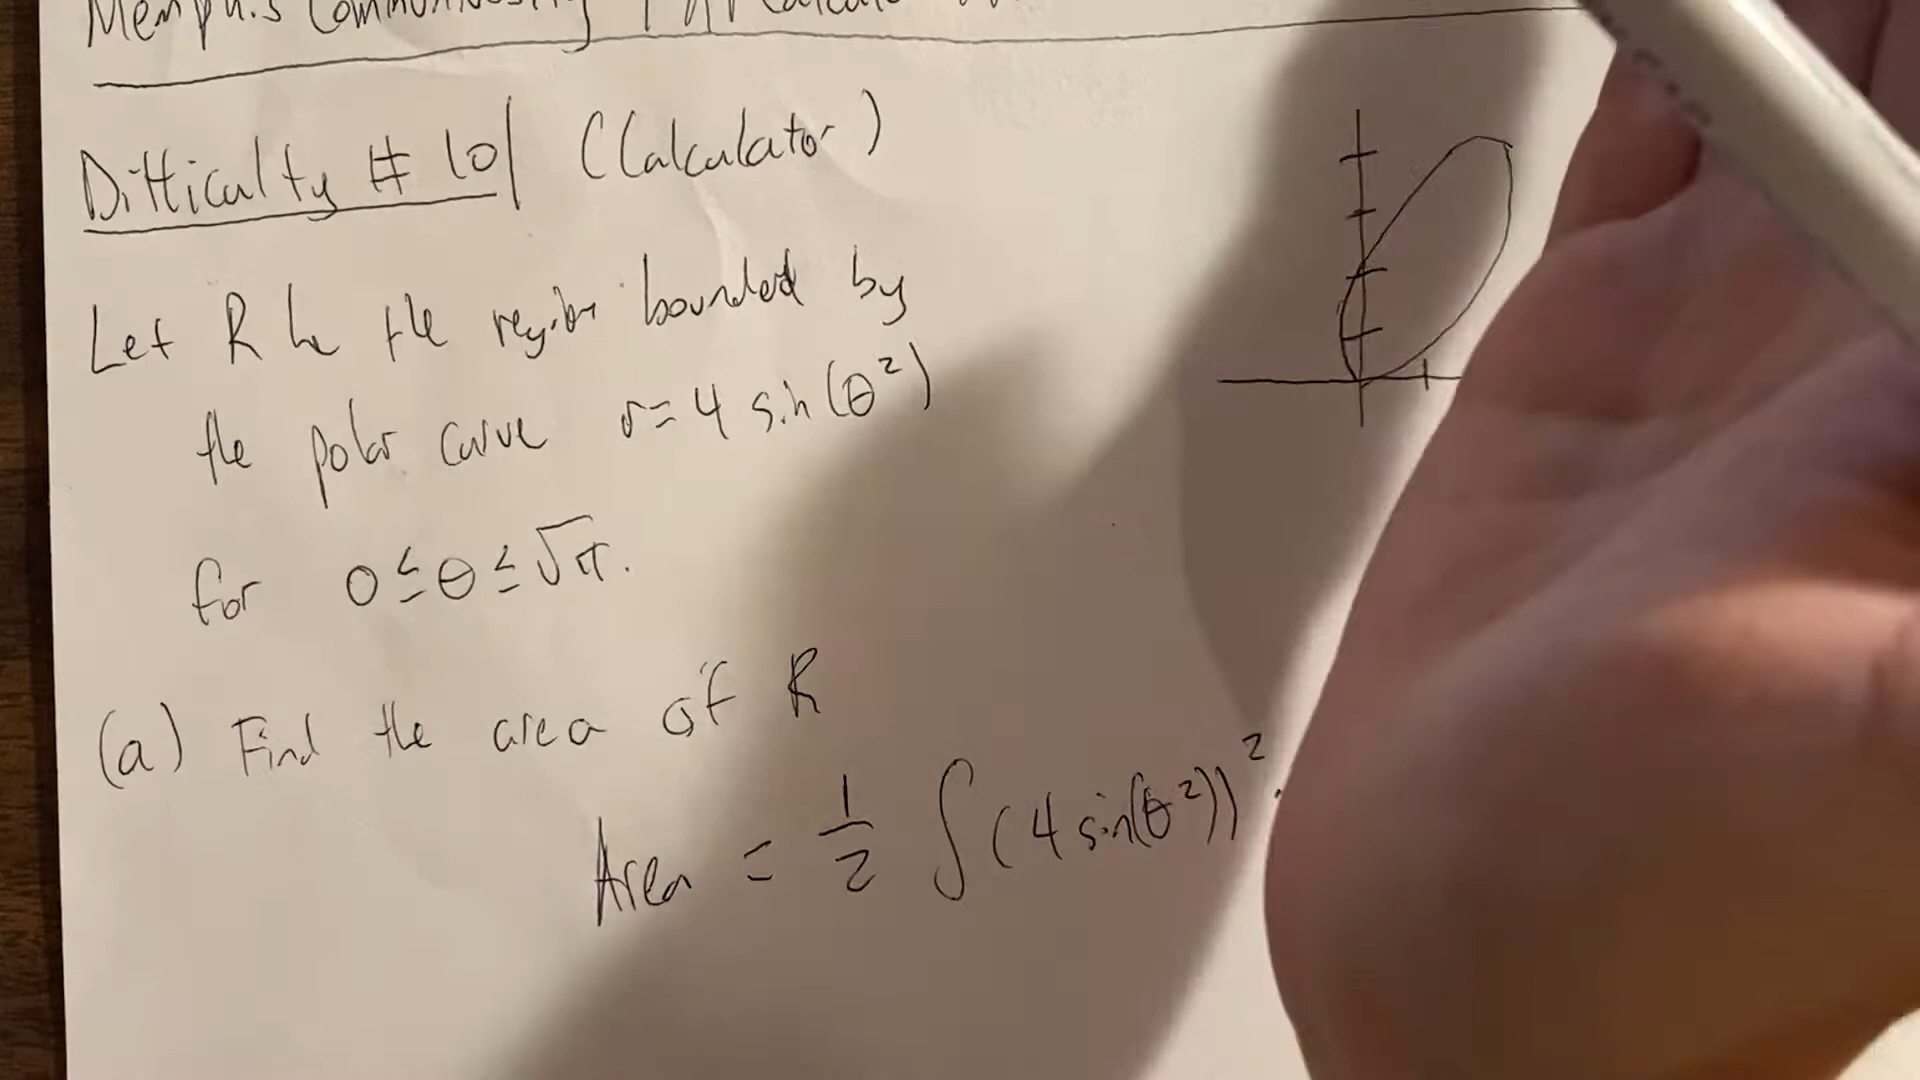 Memphis
Difficulty # 10 (Calculator)
Let R be the region bounded by
the polar curve r = 4 sin(θ²)
for 0 ≤ θ ≤ √π.
(a) Find the area of R
Area = 1/2 ∫(4 sin(θ²))² ·